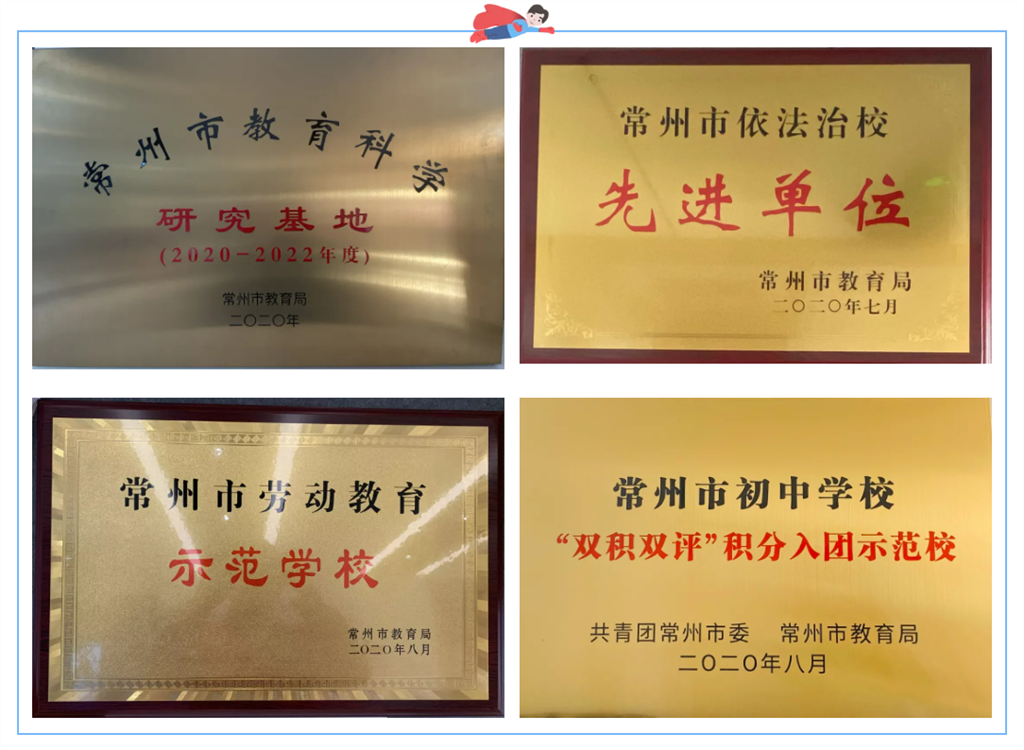 常州市教育科学
研究基地
(2020-2022年度)
常州市教育局
二〇二〇年
常州市依法治校
先进单位
常州市教育局
二〇二〇年七月
常州市劳动教育
示范学校
常州市教育局
二〇二〇年八月
常州市初中学校
“双积双评”积分入团示范校
共青团常州市委 常州市教育局
二〇二〇年八月